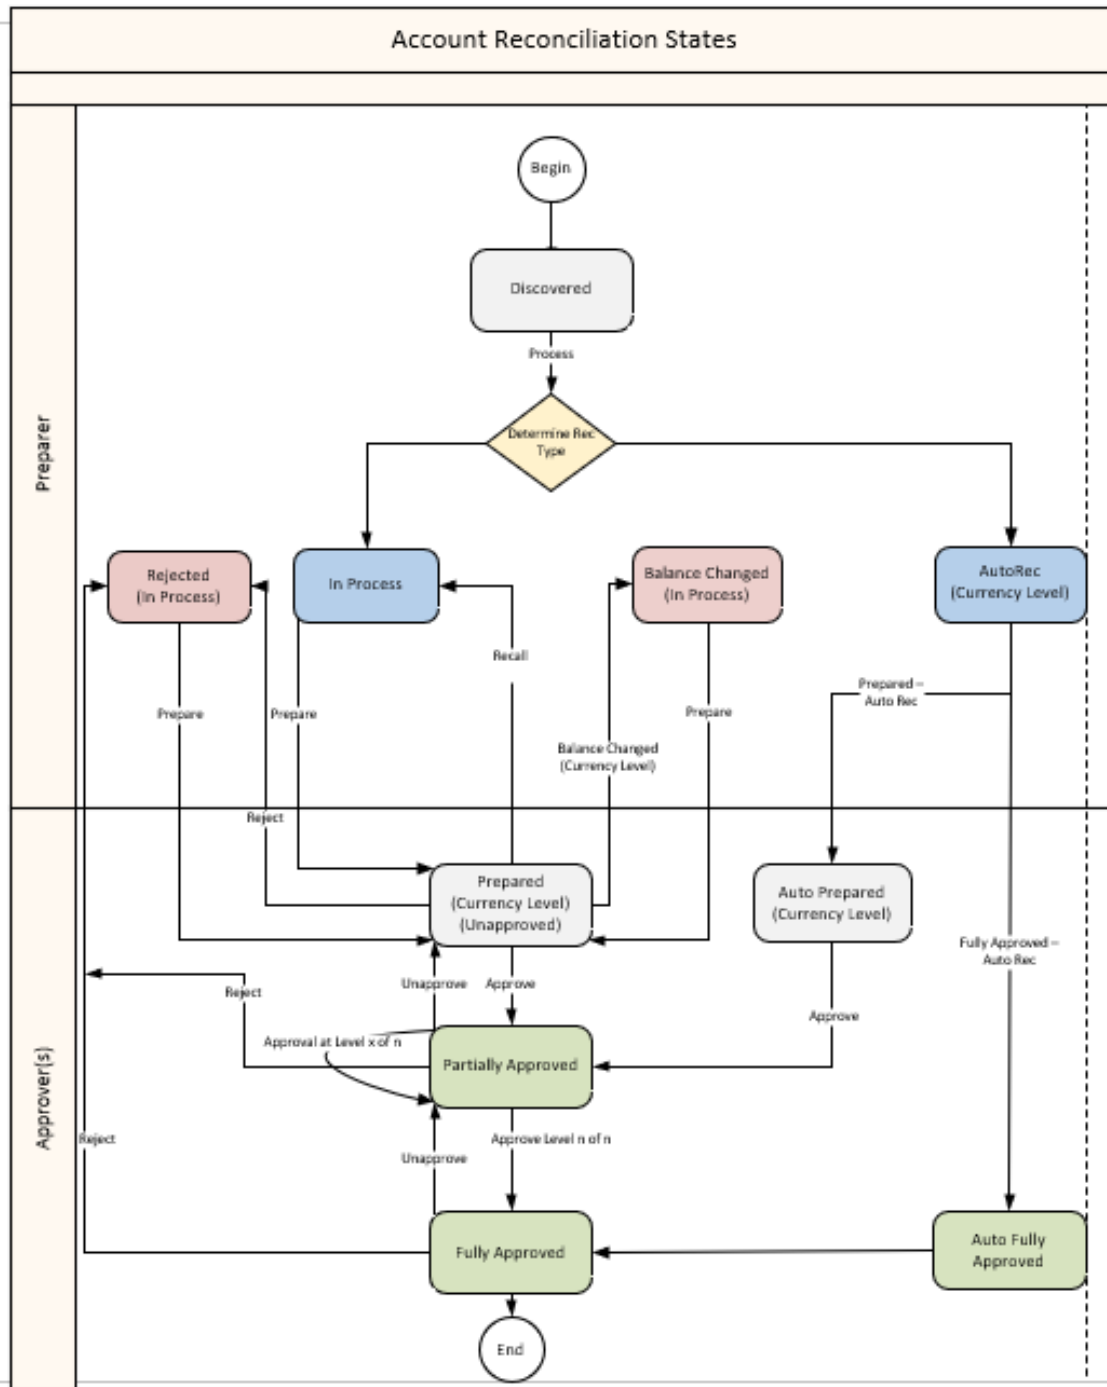 Account Reconciliation States
Preparer
Begin
Discovered
Process
Determine Rec
Type
Rejected
(In Process)
In Process
Balance Changed
(In Process)
AutoRec
(Currency Level)
Recall
Prepared –
Auto Rec
Prepare
Prepare
Prepare
Balance Changed
(Currency Level)
Reject
Approver(s)
Prepared
(Currency Level)
(Unapproved)
Auto Prepared
(Currency Level)
Fully Approved –
Auto Rec
Reject
Unapprove
Approve
Approve
Approval at Level x of n
Partially Approved
Reject
Unapprove
Approve Level n of n
Fully Approved
Auto Fully
Approved
End